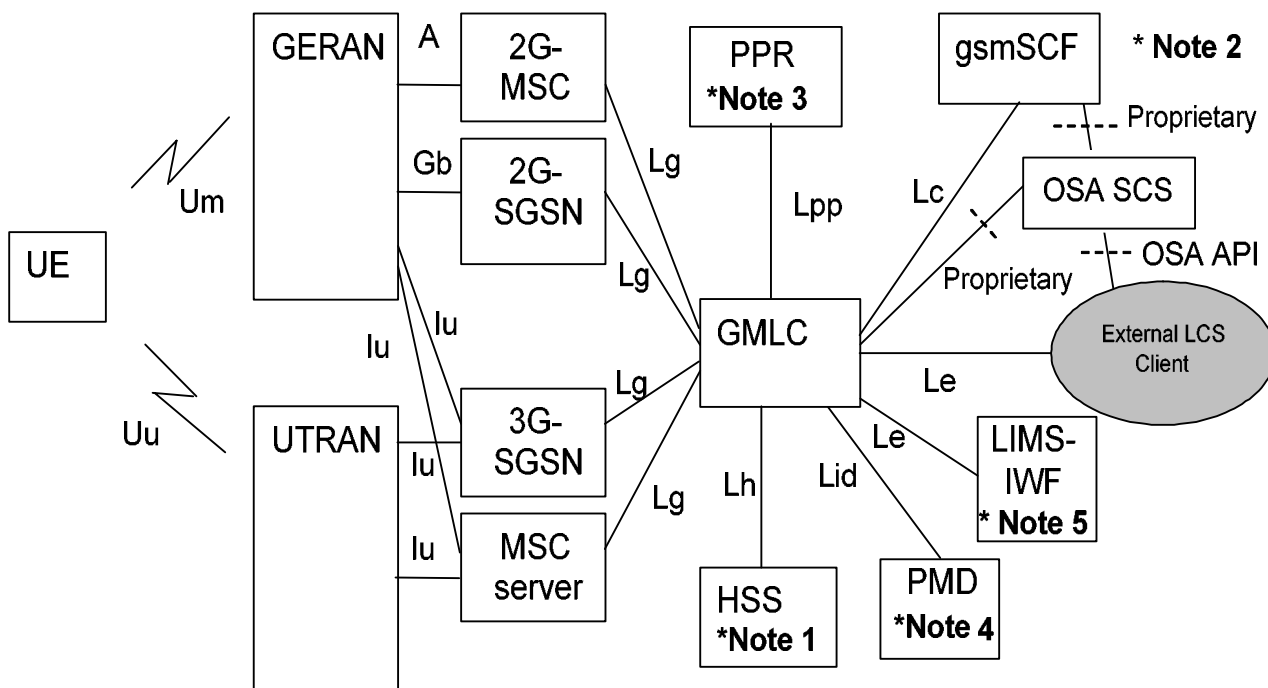 GERAN
A
2G-
MSC
PPR
*Note 3
gsmSCF
* Note 2
Proprietary
Gb
2G-
SGSN
Lg
Um
Lpp
Lc
OSA SCS
UE
Lg
Proprietary
OSA API
GMLC
External LCS
Client
Iu
Iu
Lg
Le
Uu
UTRAN
3G-
SGSN
Iu
Le
LIMS-
IWF
* Note 5
Lg
Lh
Lid
Iu
MSC
server
HSS
*Note 1
PMD
*Note 4